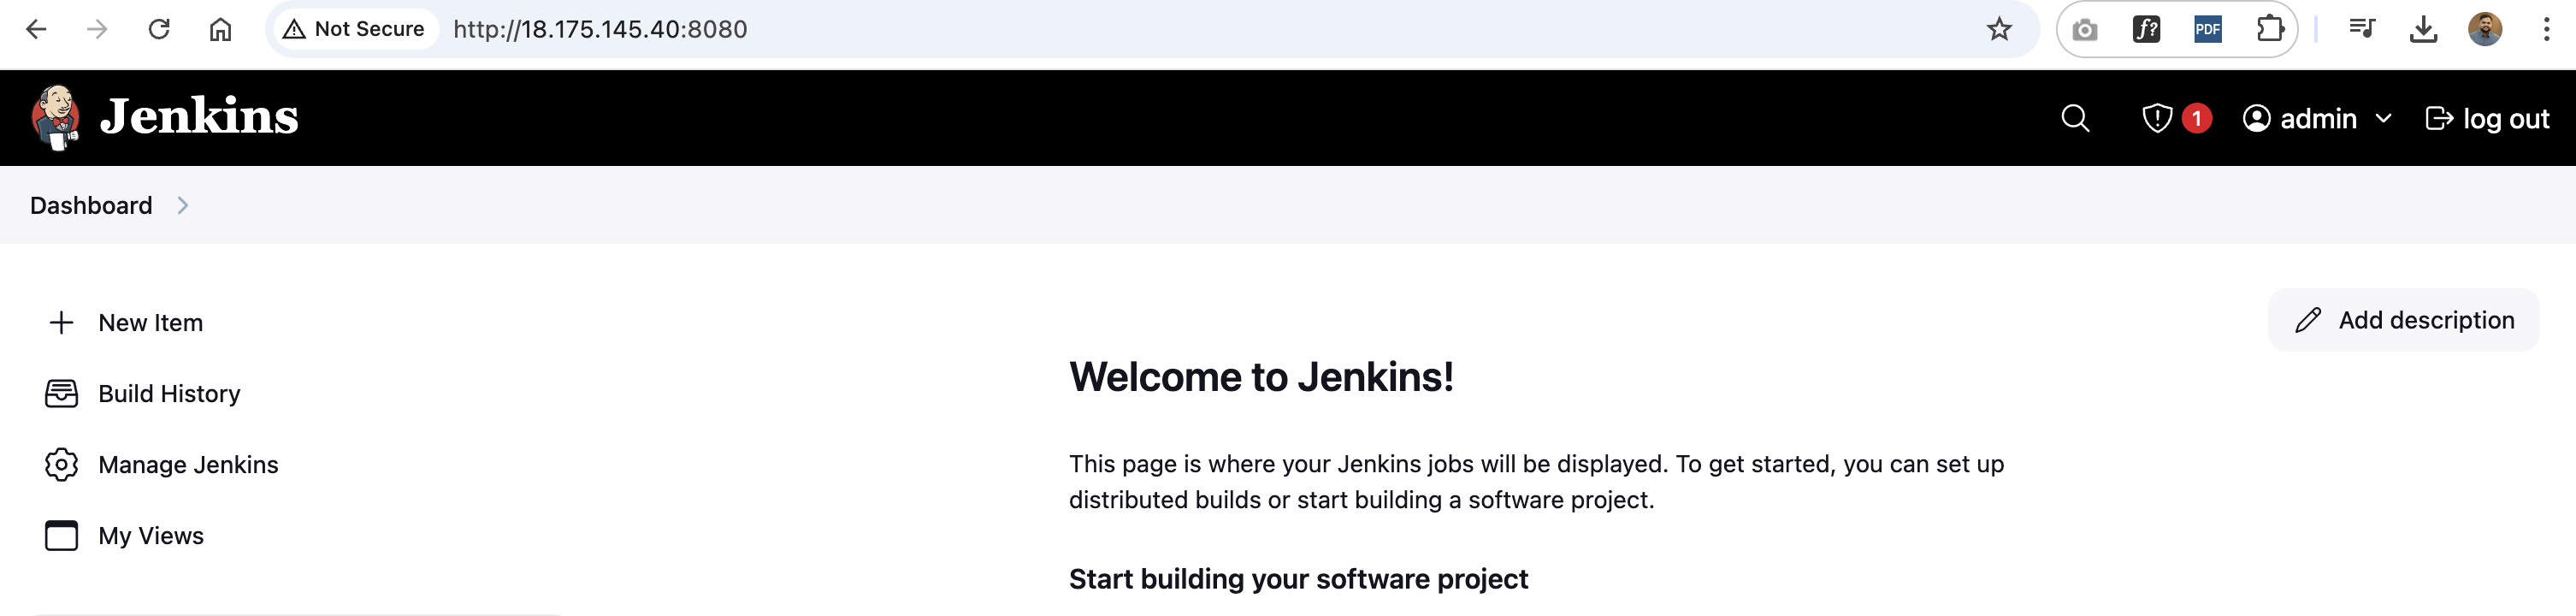 Not Secure http://18.175.145.40:8080
f?
PDF
Jenkins
1
admin
log out
Dashboard
New Item
Add description
Build History
Manage Jenkins
My Views
Welcome to Jenkins!
This page is where your Jenkins jobs will be displayed. To get started, you can set up
distributed builds or start building a software project.
Start building your software project